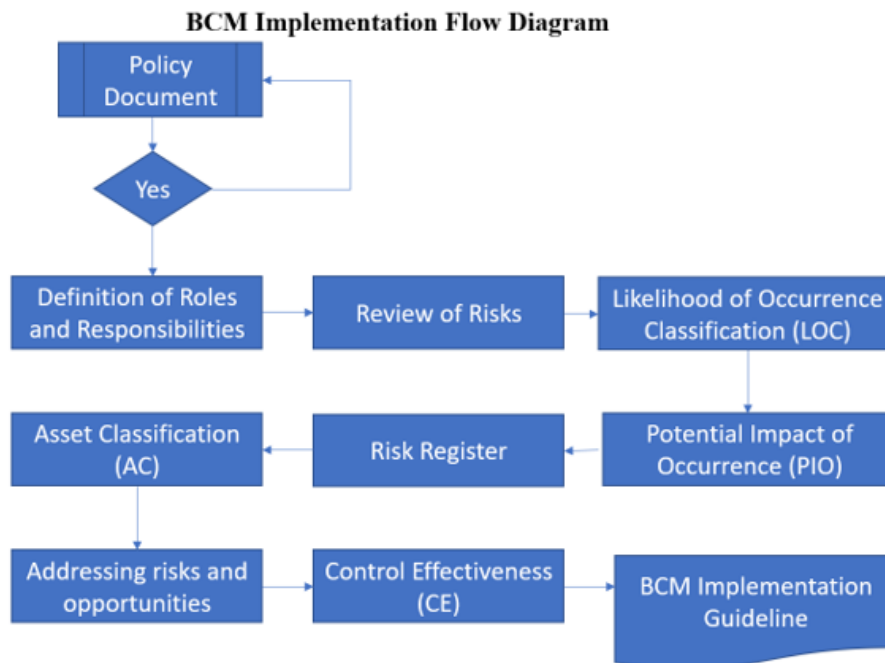 BCM Implementation Flow Diagram
Policy
Document
Yes
Definition of Roles
and Responsibilities
Review of Risks
Likelihood of Occurrence
Classification (LOC)
Asset Classification
(AC)
Risk Register
Potential Impact of
Occurrence (PIO)
Addressing risks and
opportunities
Control Effectiveness
(CE)
BCM Implementation
Guideline